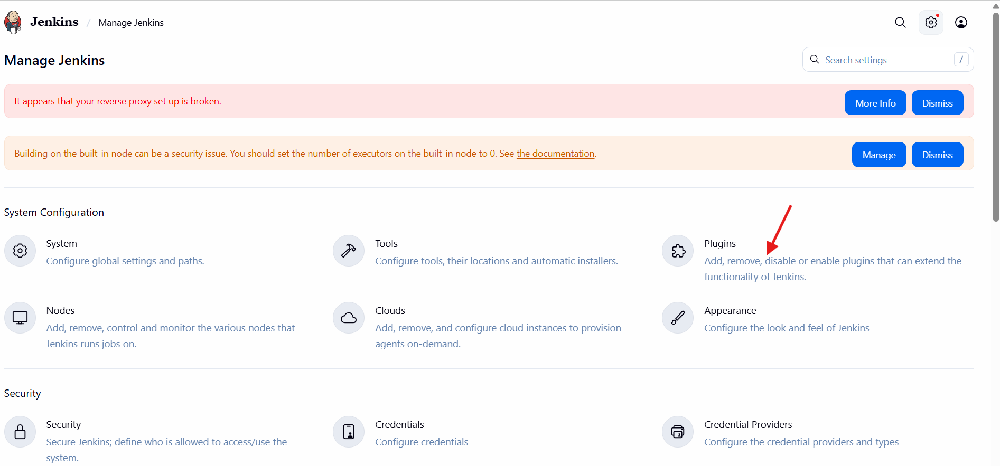 Jenkins / Manage Jenkins
Manage Jenkins
Search settings /
It appears that your reverse proxy set up is broken.
More Info
Dismiss
Building on the built-in node can be a security issue. You should set the number of executors on the built-in node to 0. See the documentation.
Manage
Dismiss
System Configuration
System
Configure global settings and paths.
Tools
Configure tools, their locations and automatic installers.
Plugins
Add, remove, disable or enable plugins that can extend the
functionality of Jenkins.
Nodes
Add, remove, control and monitor the various nodes that
Jenkins runs jobs on.
Clouds
Add, remove, and configure cloud instances to provision
agents on-demand.
Appearance
Configure the look and feel of Jenkins
Security
Security
Secure Jenkins; define who is allowed to access/use the
system.
Credentials
Configure credentials
Credential Providers
Configure the credential providers and types